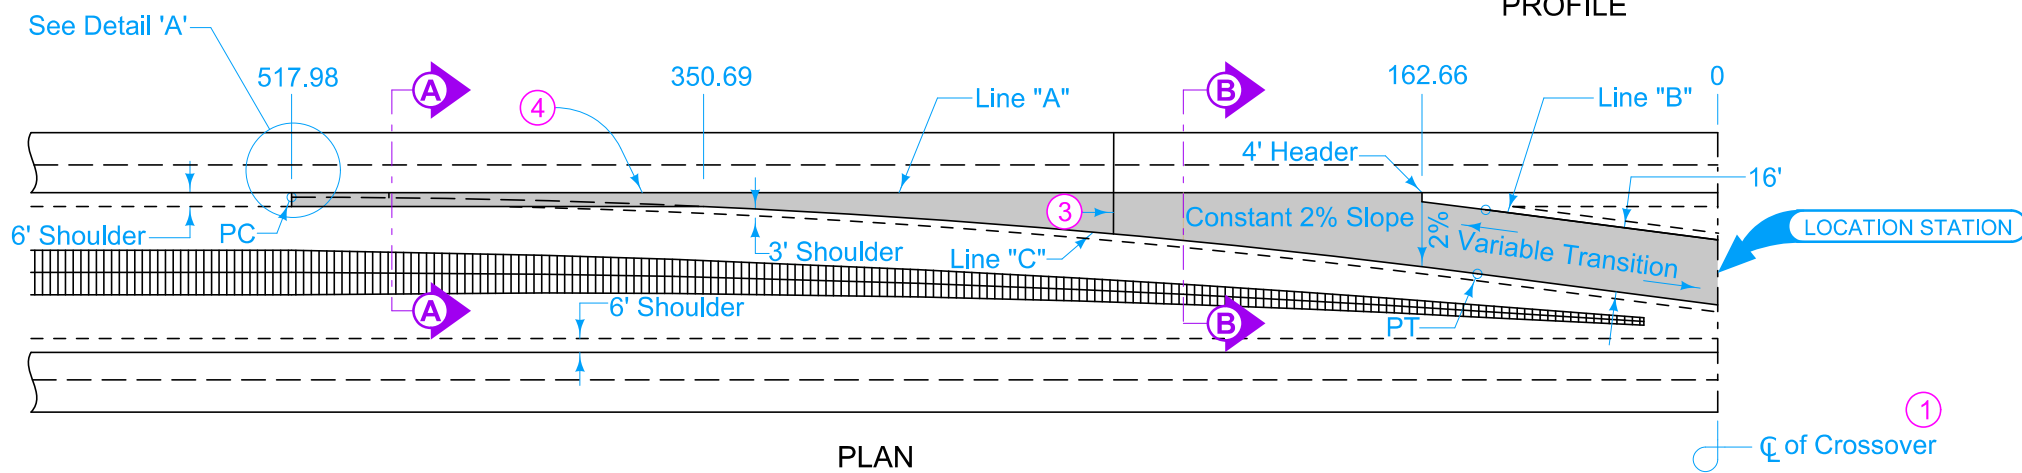 PROFILE
See Detail 'A'
517.98
350.69
162.66
0
A
4
Line "A"
B
Line "B"
4' Header
16'
3
Constant 2% Slope
2%
Variable Transition
LOCATION STATION
6' Shoulder
PC
3' Shoulder
Line "C"
A
6' Shoulder
B
PT
1
℄ of Crossover
PLAN